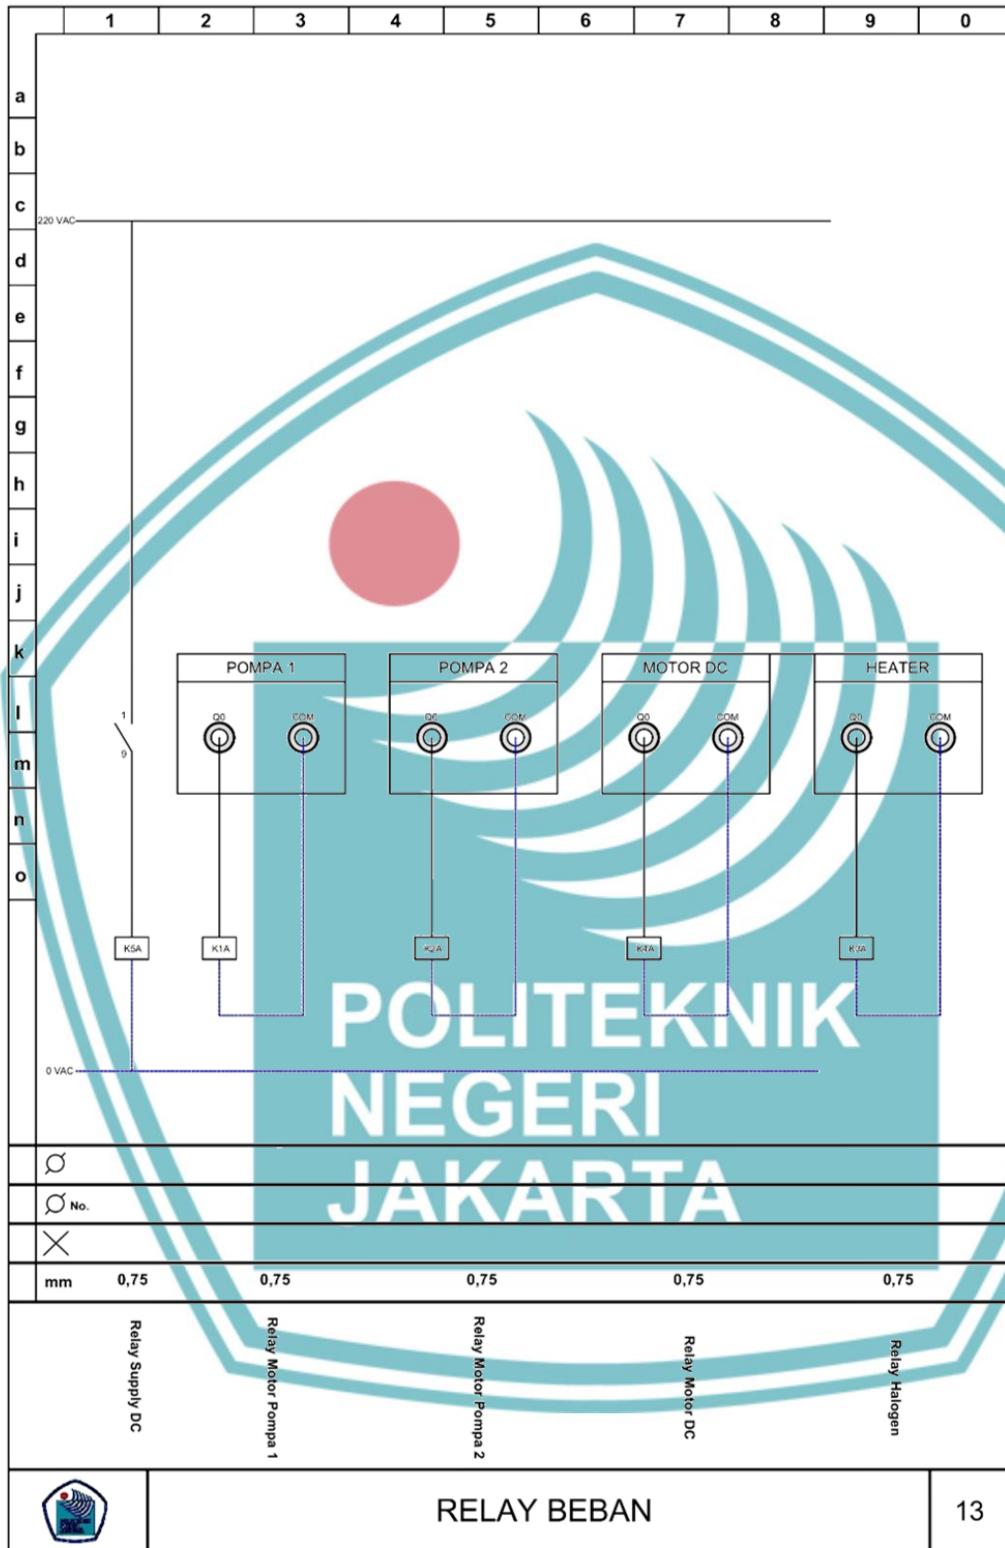 1 2 3 4 5 6 7 8 9 0
a
b
c
220 VAC
d
e
f
g
h
i
j
k
POMPA 1 POMPA 2 MOTOR DC HEATER
l
1 Q0 COM Q0 COM Q0 COM Q0 COM
9
m
n
o
K5A K1A K2A K4A K3A
POLITEKNIK
0 VAC
NEGERI
JAKARTA
Ø
Ø No.
mm 0,75 0,75 0,75 0,75 0,75
Relay Supply DC
Relay Motor Pompa 1
Relay Motor Pompa 2
Relay Motor DC
Relay Halogen
RELAY BEBAN 13